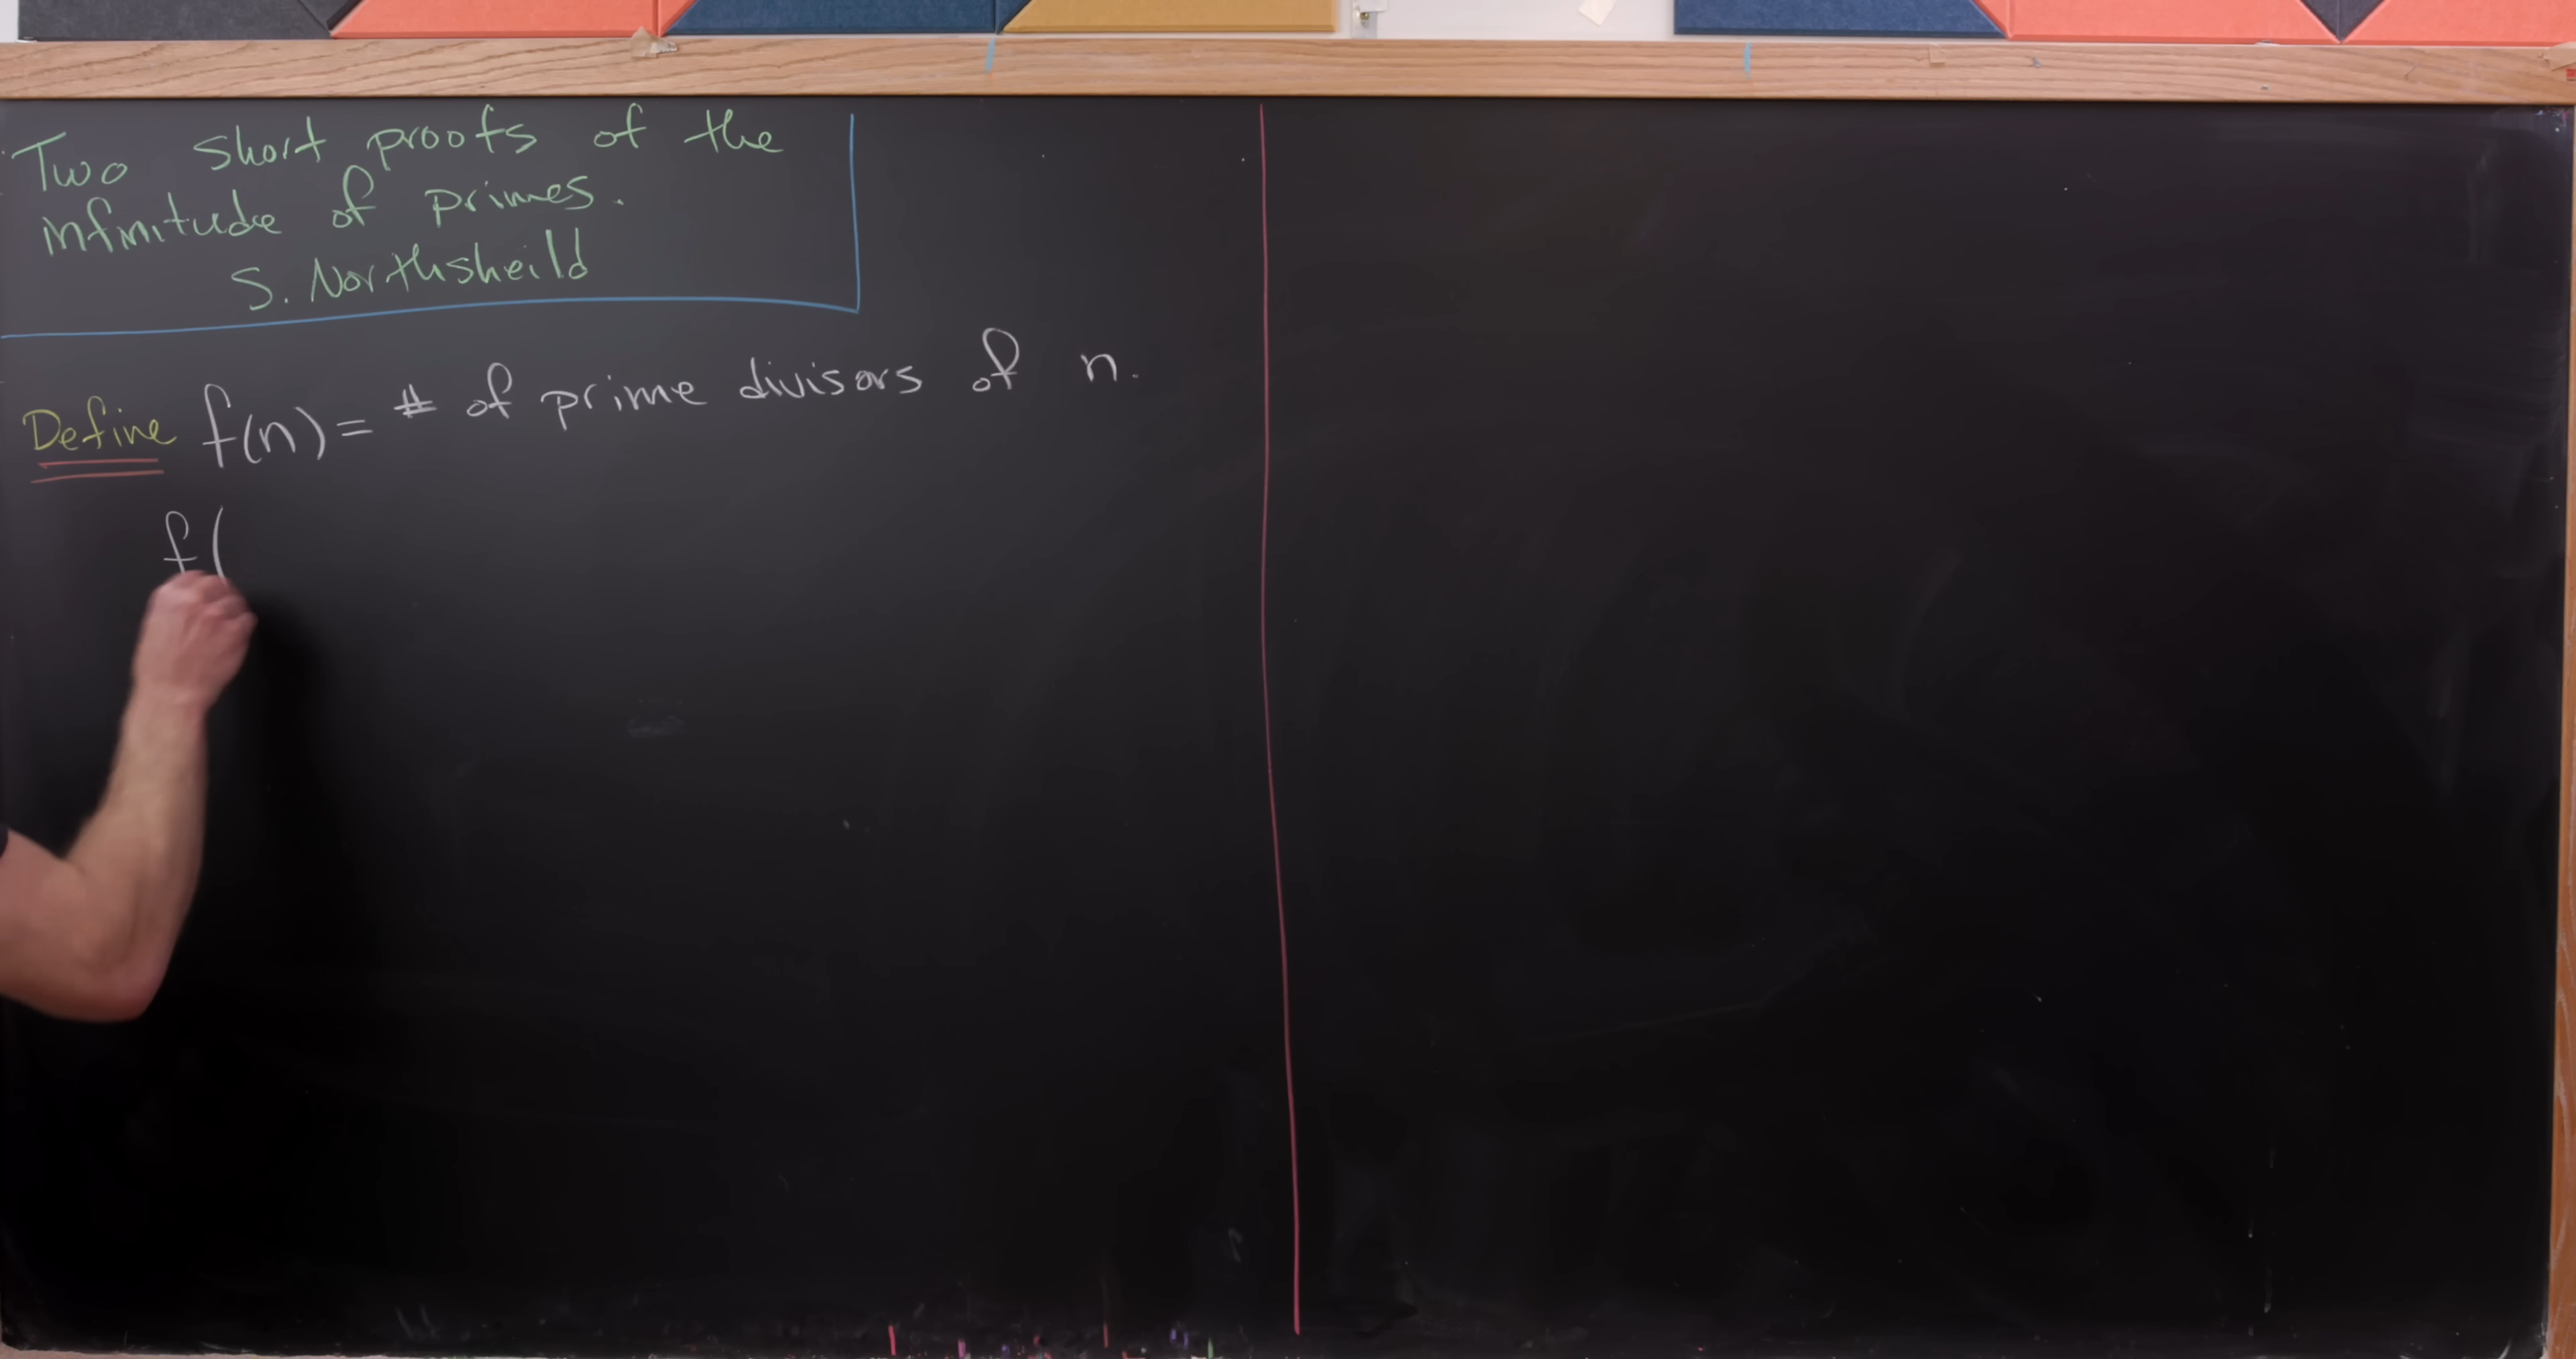 Two short proofs of the
infinitude of primes.
S. Northsheild
Define f(n) = # of prime divisors of n.
f(